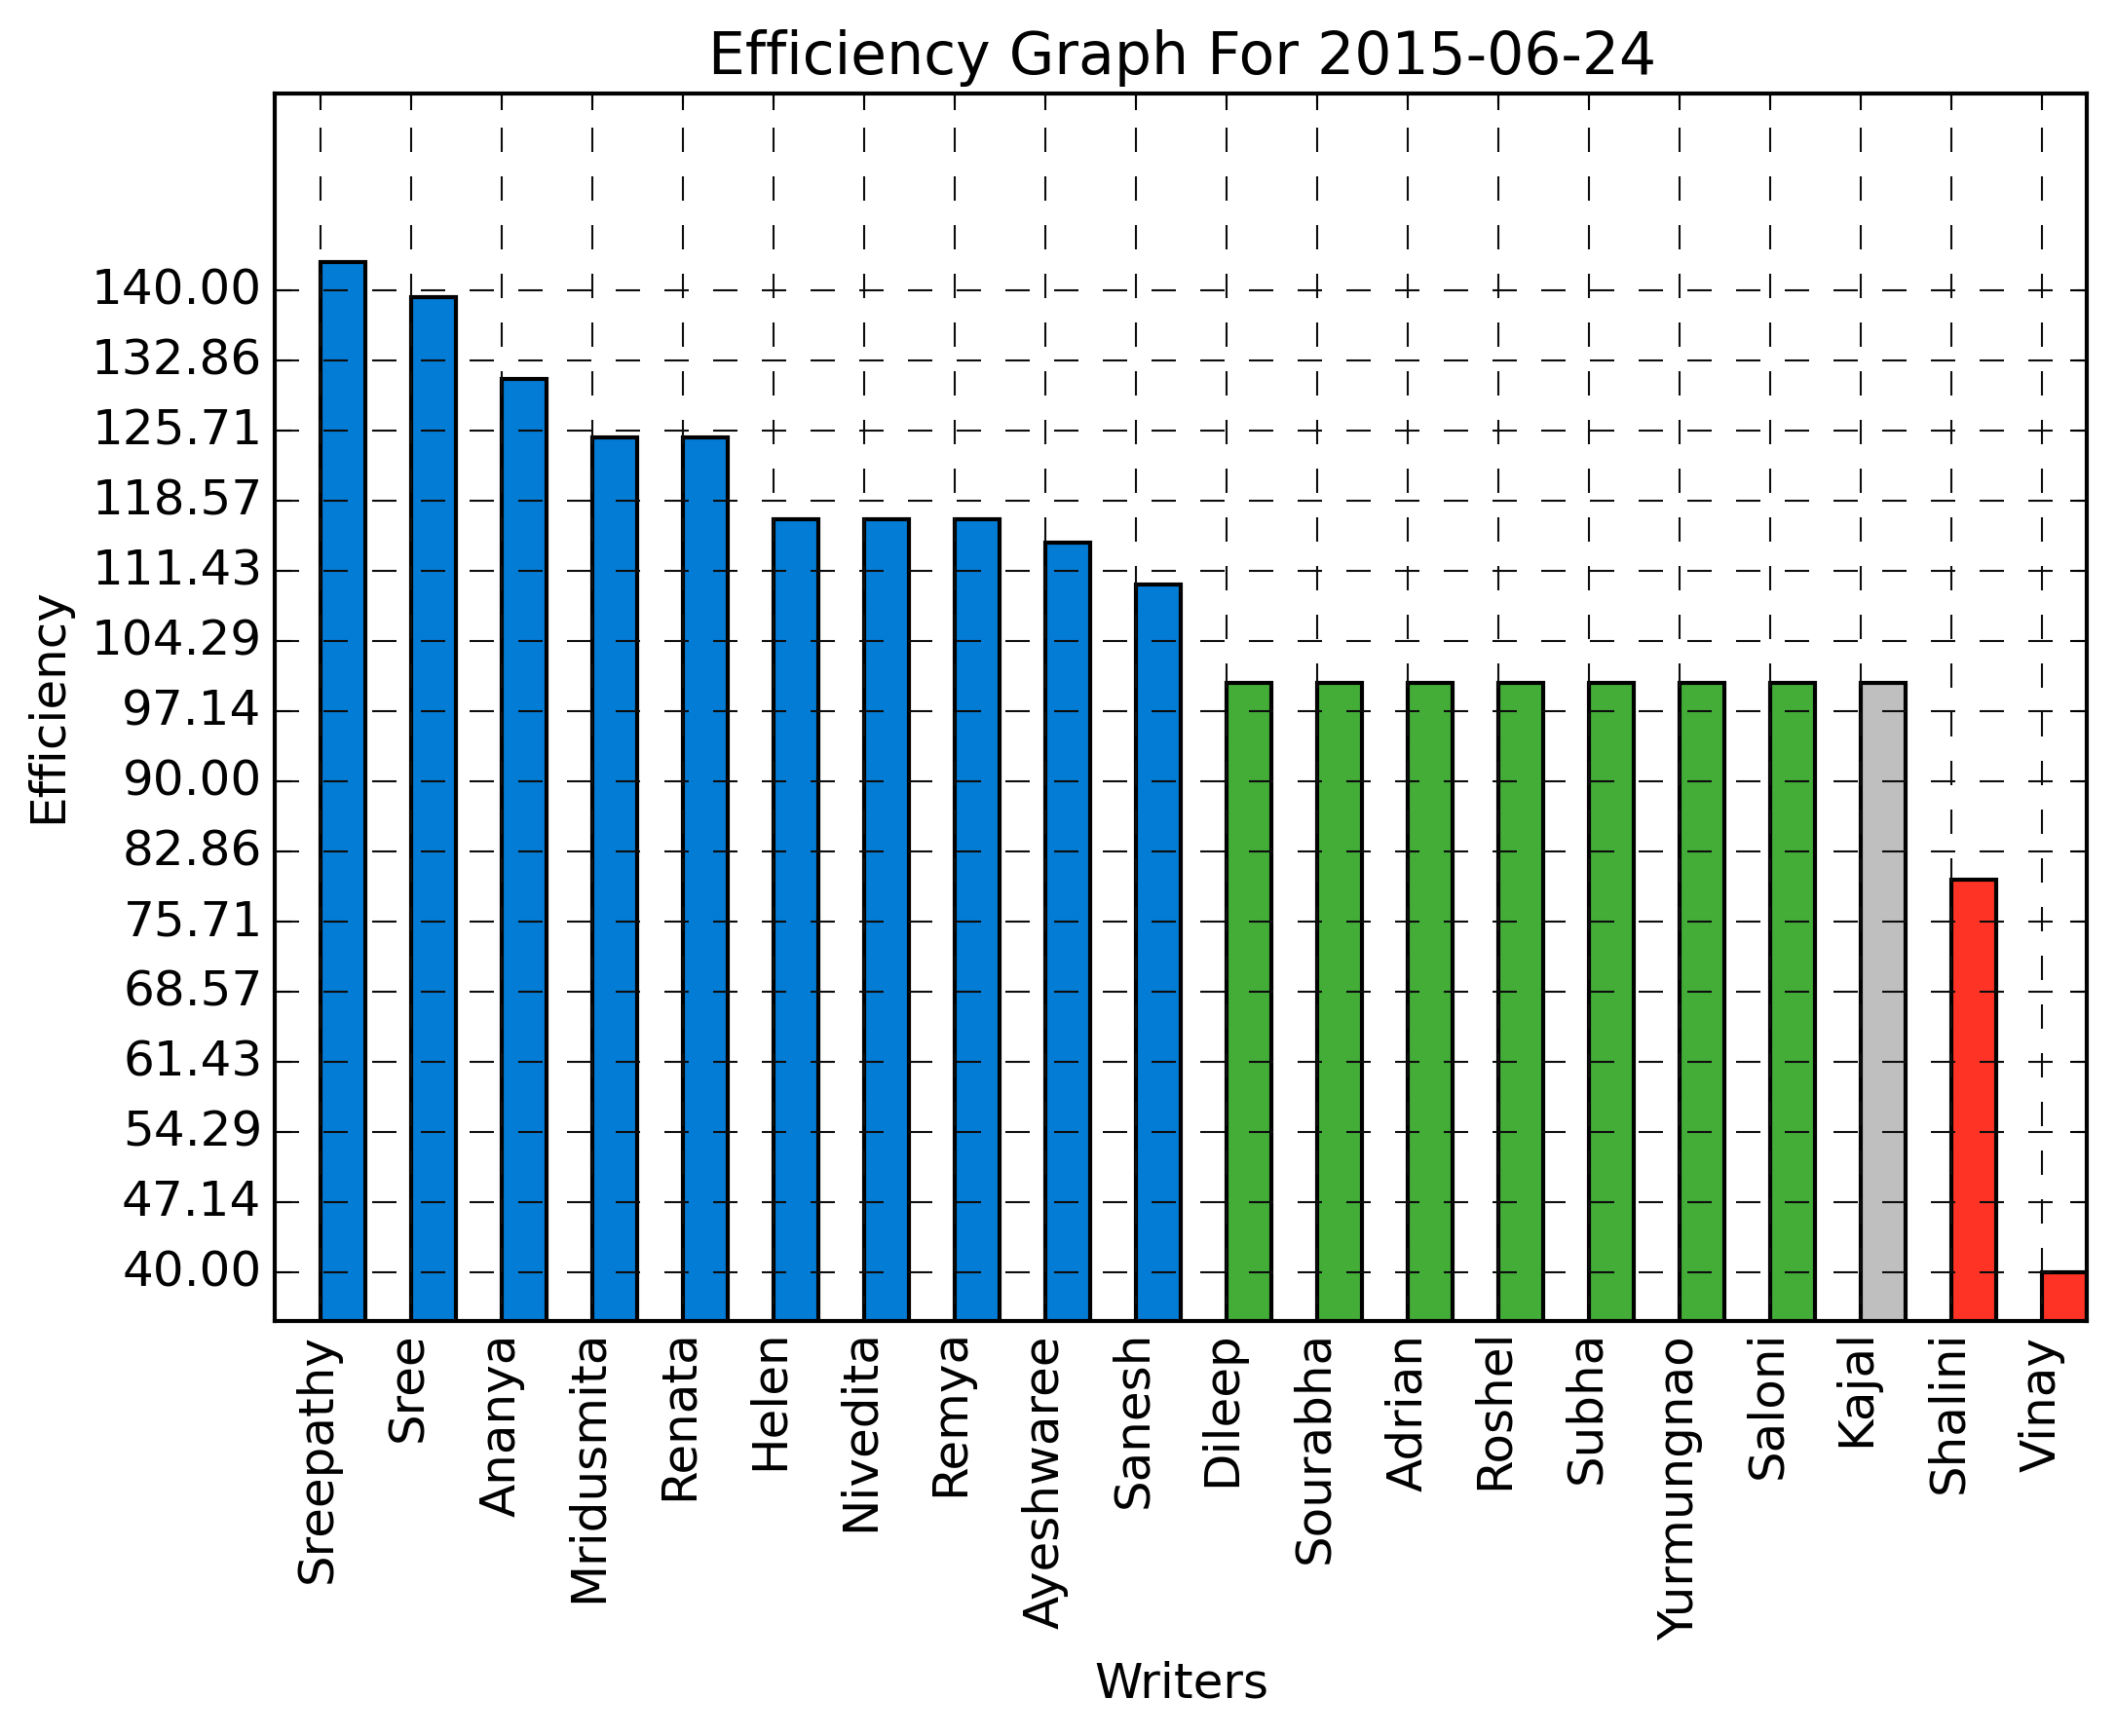 Efficiency Graph For 2015-06-24
Efficiency
140.00
132.86
125.71
118.57
111.43
104.29
97.14
90.00
82.86
75.71
68.57
61.43
54.29
47.14
40.00
Sreepathy
Sree
Ananya
Mridusmita
Renata
Helen
Nivedita
Remya
Ayeshwaree
Sanesh
Dileep
Sourabha
Adrian
Roshel
Subha
Yurmungnao
Saloni
Kajal
Shalini
Vinay
Writers